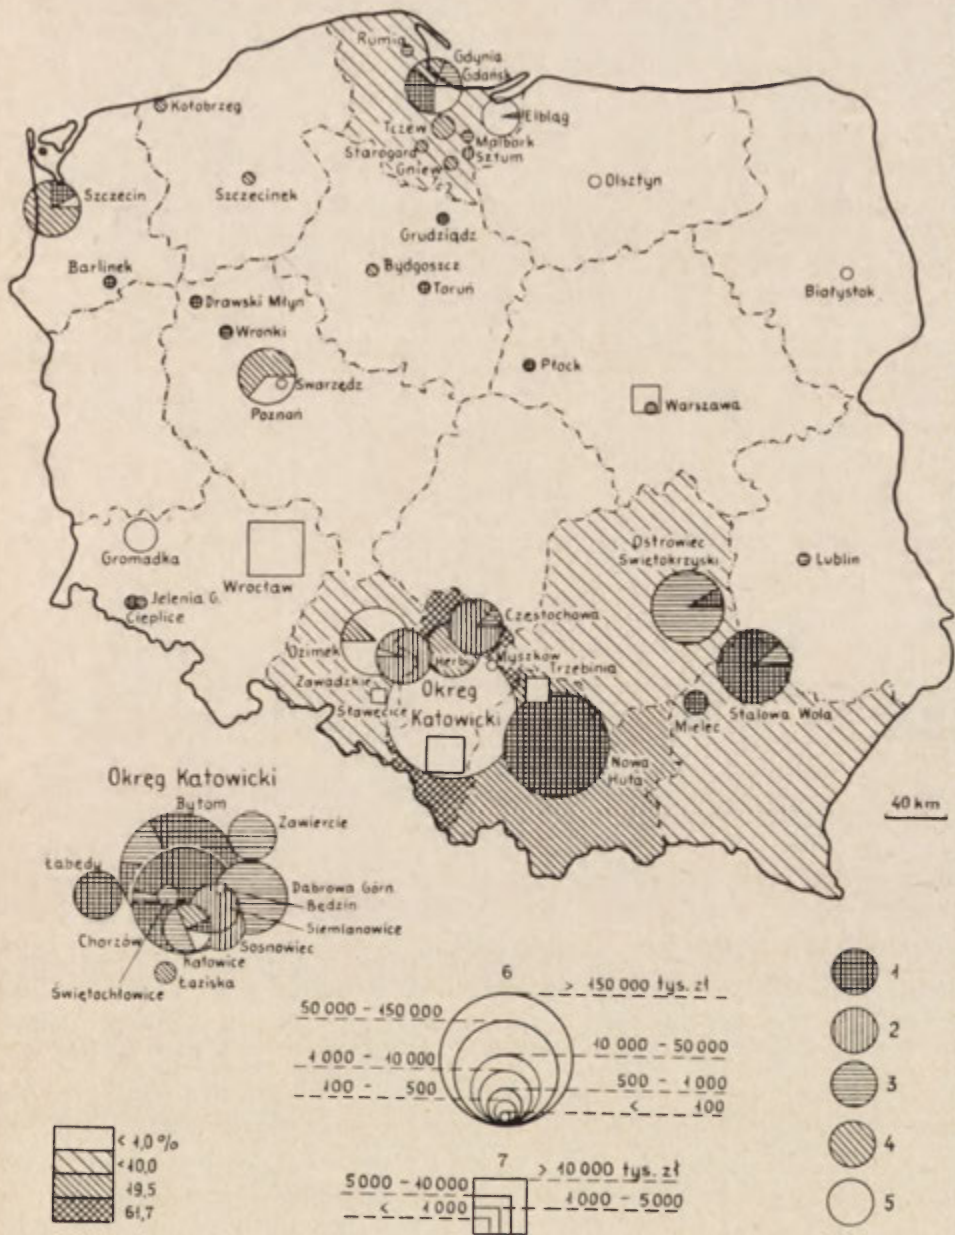 Rumia
Gdynia
Gdańsk
Kołobrzeg
Elbląg
Tczew
Malbork
Starogard
Sztum
Gniew
Szczecin
Szczecinek
Olsztyn
Grudziądz
Barlinek
Bydgoszcz
Toruń
Białystok
Drawski Młyn
Wronki
Płock
Swarzędz
Warszawa
Poznań
Gromadka
Wrocław
Ostrowiec
Świętokrzyski
Lublin
Jelenia G.
Cieplice
Częstochowa
Ozimek
Herby
Myszków
Trzebinia
Zawadzkie
Okręg
Katowicki
Sławęcice
Mielec
Stalowa Wola
Nowa
Huta
40 km
Okręg Katowicki
Bytom
Zawiercie
Łabędy
Dąbrowa Górn.
Będzin
Siemianowice
Chorzów
Sosnowiec
Katowice
Łaziska
Świętochłowice
6
> 150 000 tys. zł
50 000 - 150 000
10 000 - 50 000
1 000 - 10 000
500 - 1 000
100 - 500
< 100
1
2
3
4
5
< 1,0 %
<10,0
19,5
61,7
7
> 10 000 tys. zł
5000 - 10 000
1 000 - 5000
< 1 000